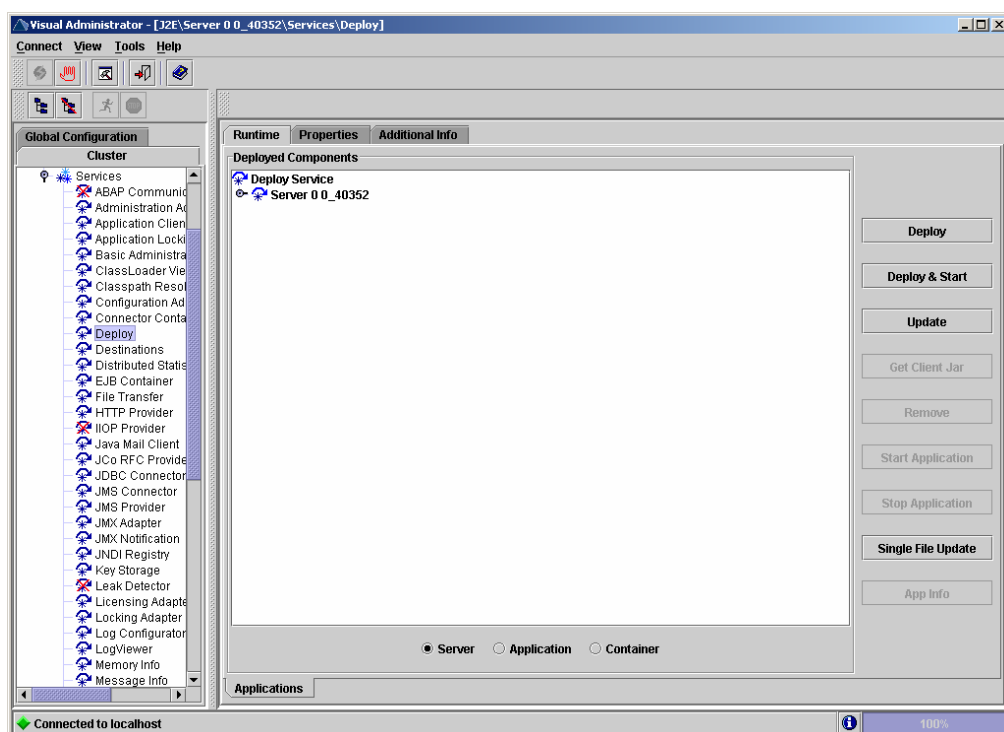 Visual Administrator - [J2E\Server 0 0_40352\Services\Deploy]
Connect View Tools Help
Global Configuration
Cluster
Services
ABAP Communic
Administration Ad
Application Clien
Application Locki
Basic Administra
ClassLoader Vie
Classpath Resol
Configuration Ad
Connector Conta
Deploy
Destinations
Distributed Statis
EJB Container
File Transfer
HTTP Provider
IIOP Provider
Java Mail Client
JCo RFC Provide
JDBC Connector
JMS Connector
JMS Provider
JMX Adapter
JMX Notification
JNDI Registry
Key Storage
Leak Detector
Licensing Adapte
Locking Adapter
Log Configurator
LogViewer
Memory Info
Message Info
Runtime Properties Additional Info
Deployed Components
Deploy Service
Server 0 0_40352
Deploy
Deploy & Start
Update
Get Client Jar
Remove
Start Application
Stop Application
Single File Update
App Info
Server Application Container
Applications
Connected to localhost
100%